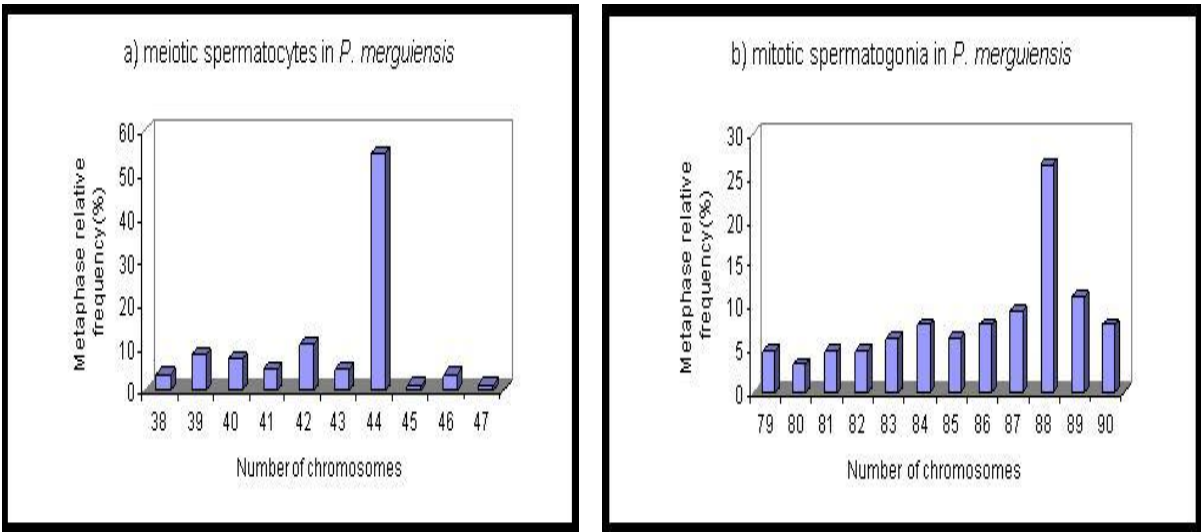 a) meiotic spermatocytes in P. merguiensis
Metaphase relative
frequency(%)
60
50
40
30
20
10
0
38 39 40 41 42 43 44 45 46 47
Number of chromosomes
b) mitotic spermatogonia in P. merguiensis
Metaphase relative
frequency(%)
30
25
20
15
10
5
0
79 80 81 82 83 84 85 86 87 88 89 90
Number of chromosomes